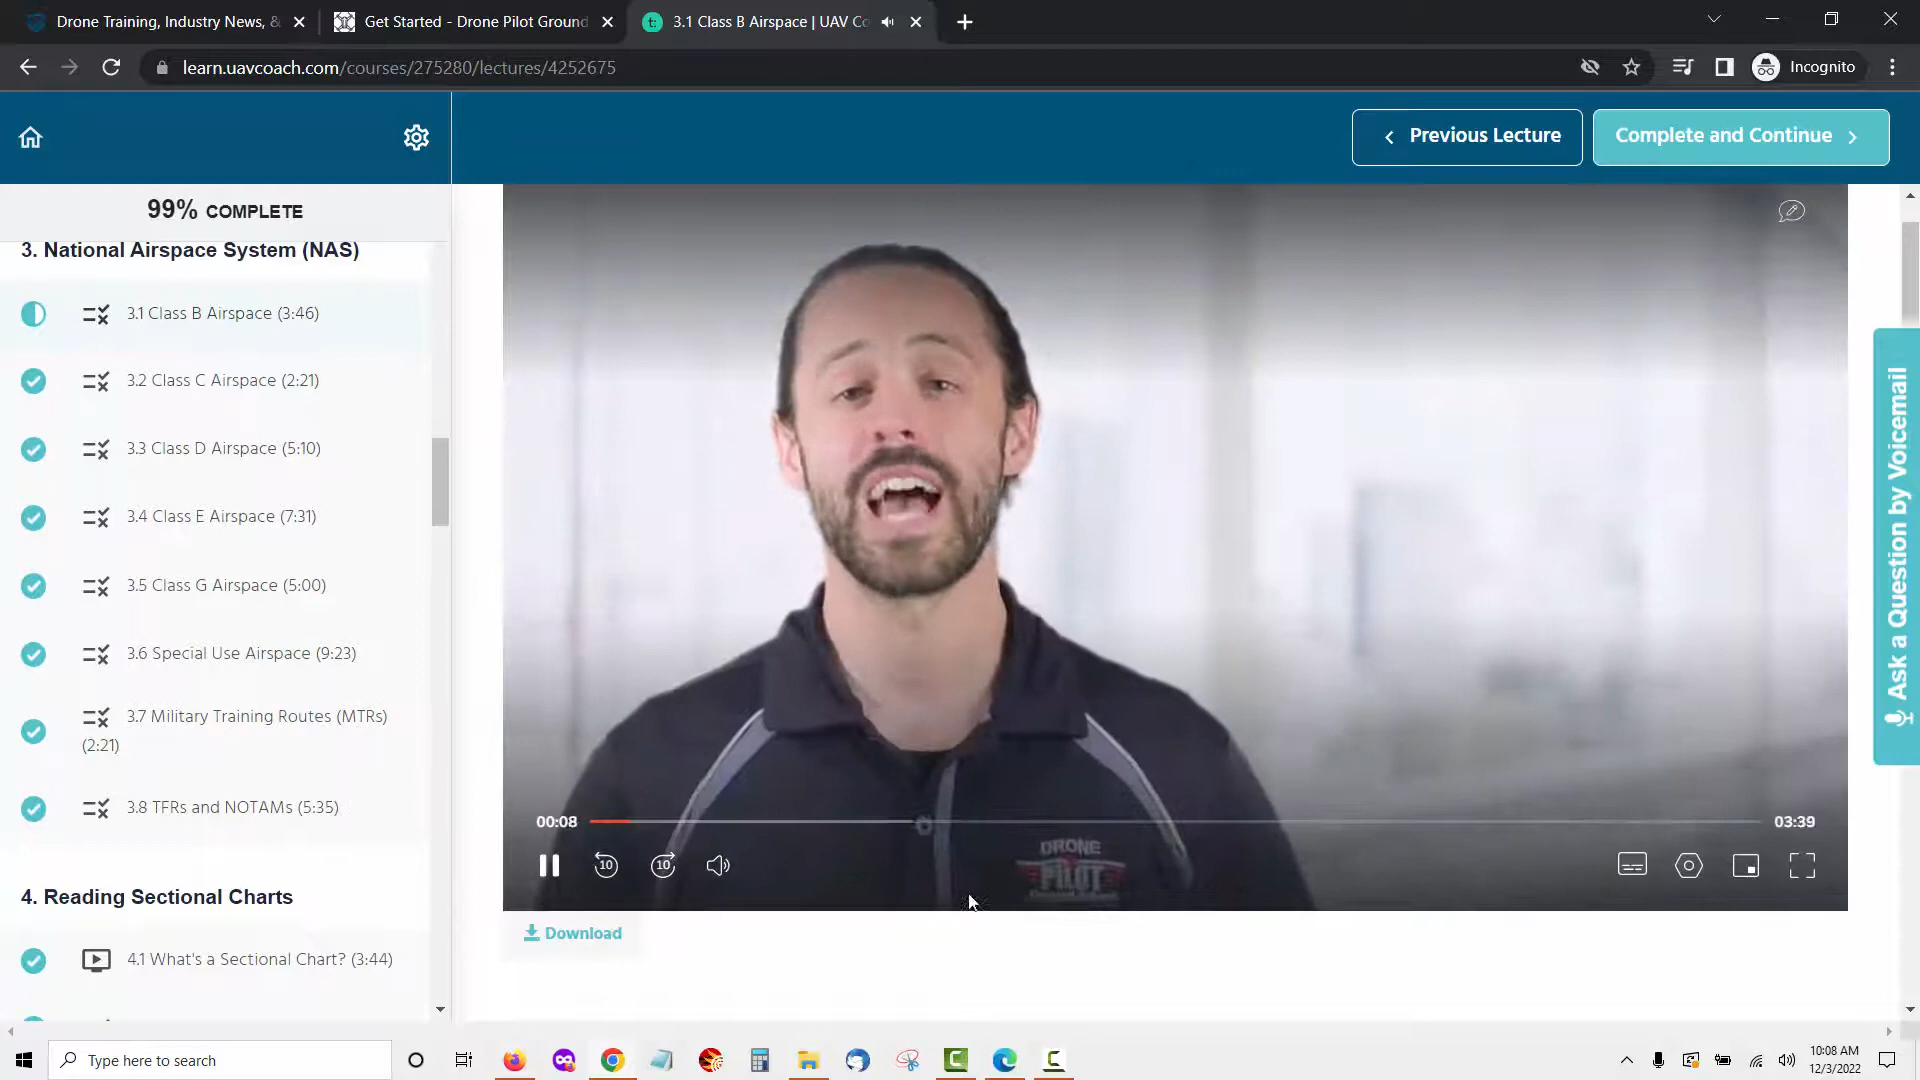 Drone Training, Industry News, &
Get Started - Drone Pilot Ground
3.1 Class B Airspace | UAV Co
learn.uavcoach.com/courses/275280/lectures/4252675
Incognito
Previous Lecture
Complete and Continue
99% COMPLETE
3. National Airspace System (NAS)
3.1 Class B Airspace (3:46)
3.2 Class C Airspace (2:21)
3.3 Class D Airspace (5:10)
3.4 Class E Airspace (7:31)
3.5 Class G Airspace (5:00)
3.6 Special Use Airspace (9:23)
3.7 Military Training Routes (MTRs)
(2:21)
3.8 TFRs and NOTAMs (5:35)
4. Reading Sectional Charts
4.1 What's a Sectional Chart? (3:44)
00:08
03:39
10
10
DRONE
PILOT
Download
Ask a Question by Voicemail
Type here to search
10:08 AM
12/3/2022